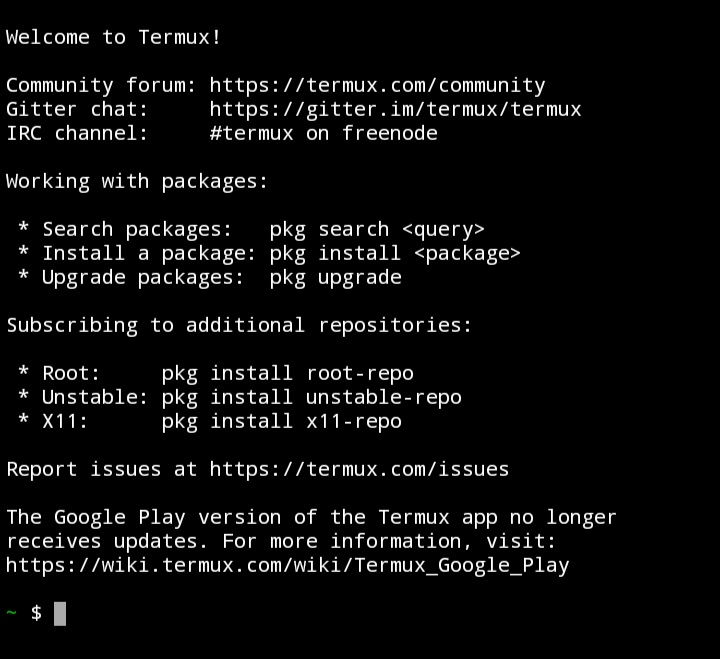 Welcome to Termux!
Community forum: https://termux.com/community
Gitter chat:     https://gitter.im/termux/termux
IRC channel:     #termux on freenode
Working with packages:
 * Search packages:   pkg search <query>
 * Install a package: pkg install <package>
 * Upgrade packages:  pkg upgrade
Subscribing to additional repositories:
 * Root:     pkg install root-repo
 * Unstable: pkg install unstable-repo
 * X11:      pkg install x11-repo
Report issues at https://termux.com/issues
The Google Play version of the Termux app no longer
receives updates. For more information, visit:
https://wiki.termux.com/wiki/Termux_Google_Play
~ $